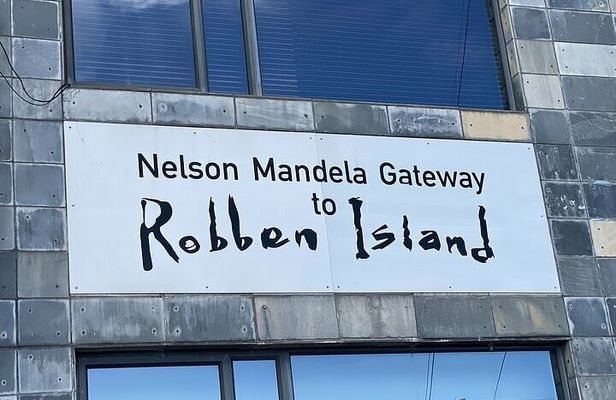 Nelson Mandela Gateway
to
Robben Island